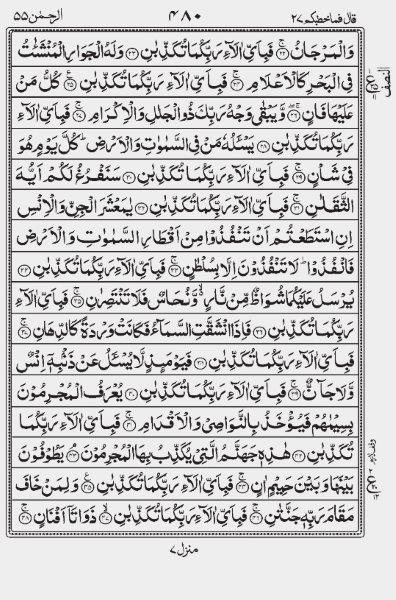 قال فما خطبكم ٢٧ ٤٨٠ الرحمٰن ٥٥
وَالْمَرْجَانُ ﴿٢٢﴾ فَبِاَيِّ اٰلَآءِ رَبِّكُمَا تُكَذِّبٰنِ ﴿٢٣﴾ وَلَهُ الْجَوَارِ الْمُنْشَئٰتُ
فِي الْبَحْرِ كَالْاَعْلَامِ ﴿٢٤﴾ فَبِاَيِّ اٰلَآءِ رَبِّكُمَا تُكَذِّبٰنِ ﴿٢٥﴾ كُلُّ مَنْ
عَلَيْهَا فَانٍ ﴿٢٦﴾ وَّيَبْقٰى وَجْهُ رَبِّكَ ذُو الْجَلٰلِ وَالْاِكْرَامِ ﴿٢٧﴾ فَبِاَيِّ اٰلَآءِ
رَبِّكُمَا تُكَذِّبٰنِ ﴿٢٨﴾ يَسْـَٔلُهٗ مَنْ فِي السَّمٰوٰتِ وَالْاَرْضِ ؕ كُلَّ يَوْمٍ هُوَ
فِيْ شَاْنٍ ﴿٢٩﴾ فَبِاَيِّ اٰلَآءِ رَبِّكُمَا تُكَذِّبٰنِ ﴿٣٠﴾ سَنَفْرُغُ لَكُمْ اَيُّهَ
الثَّقَلٰنِ ﴿٣١﴾ فَبِاَيِّ اٰلَآءِ رَبِّكُمَا تُكَذِّبٰنِ ﴿٣٢﴾ يٰمَعْشَرَ الْجِنِّ وَالْاِنْسِ
اِنِ اسْتَطَعْتُمْ اَنْ تَنْفُذُوْا مِنْ اَقْطَارِ السَّمٰوٰتِ وَالْاَرْضِ
فَانْفُذُوْا ؕ لَا تَنْفُذُوْنَ اِلَّا بِسُلْطٰنٍ ﴿٣٣﴾ فَبِاَيِّ اٰلَآءِ رَبِّكُمَا تُكَذِّبٰنِ ﴿٣٤﴾
يُرْسَلُ عَلَيْكُمَا شُوَاظٌ مِّنْ نَّارٍ ۙ وَّنُحَاسٌ فَلَا تَنْتَصِرٰنِ ﴿٣٥﴾ فَبِاَيِّ اٰلَآءِ
رَبِّكُمَا تُكَذِّبٰنِ ﴿٣٦﴾ فَاِذَا انْشَقَّتِ السَّمَآءُ فَكَانَتْ وَرْدَةً كَالدِّهَانِ ﴿٣٧﴾
فَبِاَيِّ اٰلَآءِ رَبِّكُمَا تُكَذِّبٰنِ ﴿٣٨﴾ فَيَوْمَئِذٍ لَّا يُسْـَٔلُ عَنْ ذَنْۢبِهٖٓ اِنْسٌ
وَّلَا جَآنٌّ ﴿٣٩﴾ فَبِاَيِّ اٰلَآءِ رَبِّكُمَا تُكَذِّبٰنِ ﴿٤٠﴾ يُعْرَفُ الْمُجْرِمُوْنَ
بِسِيْمٰهُمْ فَيُؤْخَذُ بِالنَّوَاصِيْ وَالْاَقْدَامِ ﴿٤١﴾ فَبِاَيِّ اٰلَآءِ رَبِّكُمَا
تُكَذِّبٰنِ ﴿٤٢﴾ هٰذِهٖ جَهَنَّمُ الَّتِيْ يُكَذِّبُ بِهَا الْمُجْرِمُوْنَ ﴿٤٣﴾ يَطُوْفُوْنَ
بَيْنَهَا وَبَيْنَ حَمِيْمٍ اٰنٍ ﴿٤٤﴾ فَبِاَيِّ اٰلَآءِ رَبِّكُمَا تُكَذِّبٰنِ ﴿٤٥﴾ وَلِمَنْ خَافَ
مَقَامَ رَبِّهٖ جَنَّتٰنِ ﴿٤٦﴾ فَبِاَيِّ اٰلَآءِ رَبِّكُمَا تُكَذِّبٰنِ ﴿٤٧﴾ ذَوَاتَآ اَفْنَانٍ ﴿٤٨﴾
منزل ٧
النصف
وقف لازم